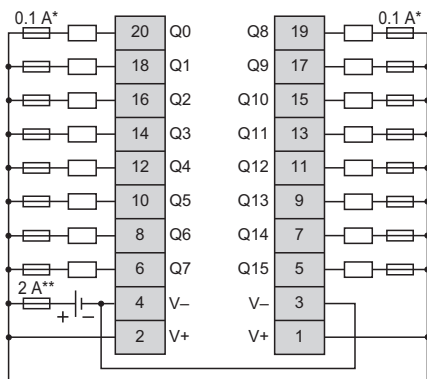 0.1 A* 20 Q0 Q8 19 0.1 A*
18 Q1 Q9 17
16 Q2 Q10 15
14 Q3 Q11 13
12 Q4 Q12 11
10 Q5 Q13 9
8 Q6 Q14 7
6 Q7 Q15 5
2 A** + − 4 V– V– 3
2 V+ V+ 1